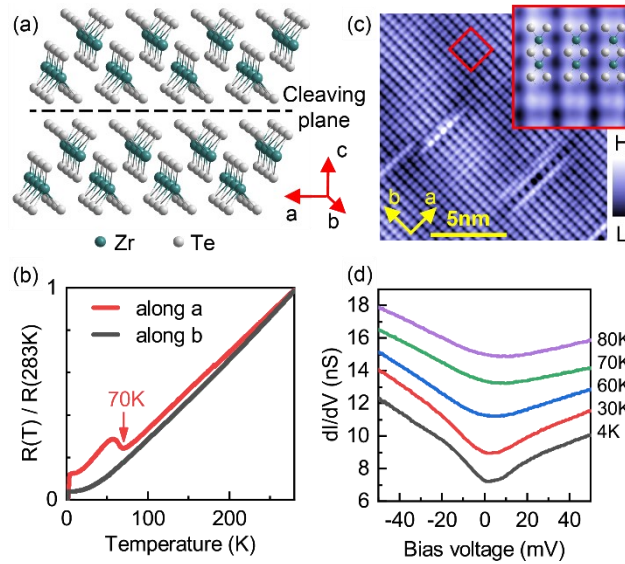 (a)
Cleaving
plane
c
a
b
Zr Te
(c)
H
L
b a
5nm
(b)
1
along a
along b
70K
R(T) / R(283K)
0
0 100 200
Temperature (K)
(d)
18
16
14
12
10
8
6
80K
70K
60K
30K
4K
dI/dV (nS)
-40 -20 0 20 40
Bias voltage (mV)